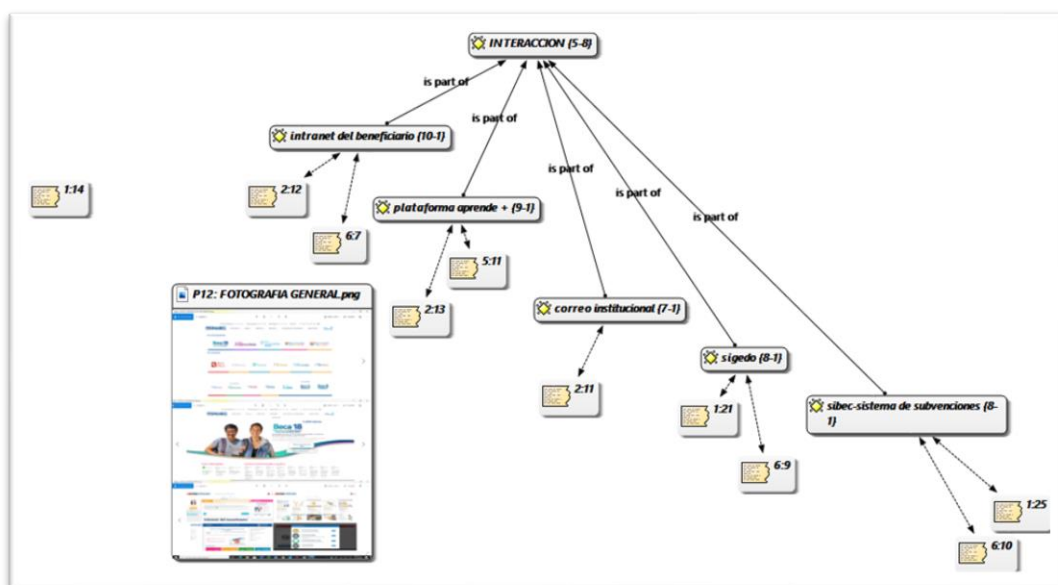 INTERACCION {5-8}
is part of
intranet del beneficiario {10-1}
is part of
1:14
2:12
is part of
is part of
plataforma aprende + {9-1}
is part of
6:7
5:11
P12: FOTOGRAFIA GENERAL.png
2:13
correo institucional {7-1}
sigedo {8-1}
2:11
1:21
sibec-sistema de subvenciones {8-
1}
6:9
1:25
6:10
Beca 18